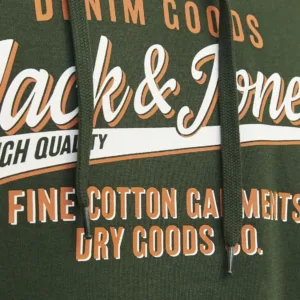 DENIM GOODS
Jack & Jones
HIGH QUALITY
FINE COTTON GARMENTS
DRY GOODS CO.